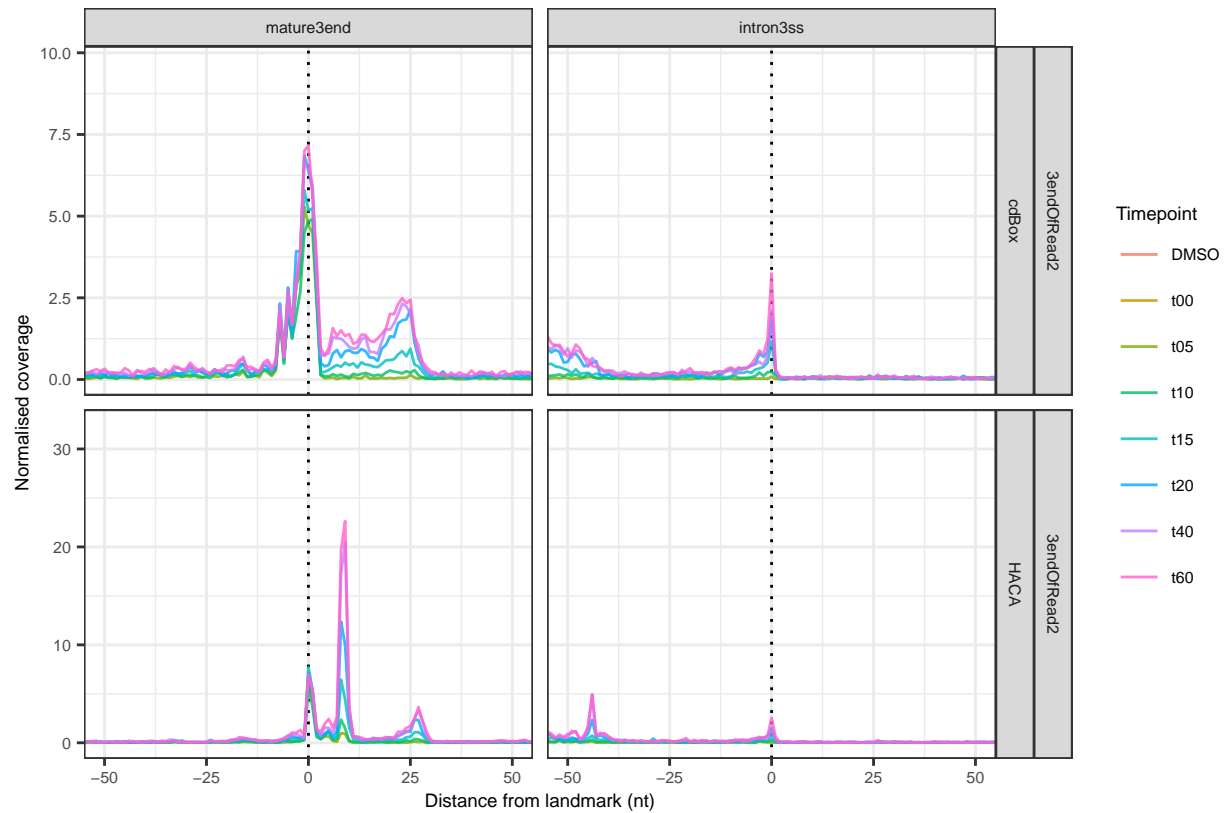 mature3end
intron3ss
Normalised coverage
10.0
7.5
5.0
2.5
0.0
cdBox
3endOfRead2
30
20
10
0
HACA
3endOfRead2
−50
−25
0
25
50
−50
−25
0
25
50
Distance from landmark (nt)
Timepoint
DMSO
t00
t05
t10
t15
t20
t40
t60